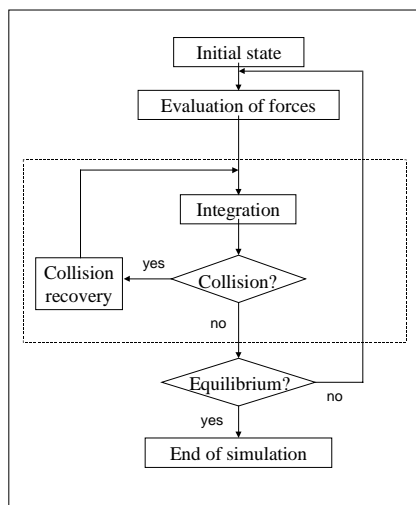 Initial state
Evaluation of forces
Integration
yes
Collision
recovery
Collision?
no
Equilibrium?
no
yes
End of simulation